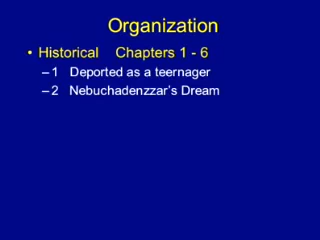 Organization
• Historical Chapters 1 - 6
– 1 Deported as a teernager
– 2 Nebuchadenzzar's Dream